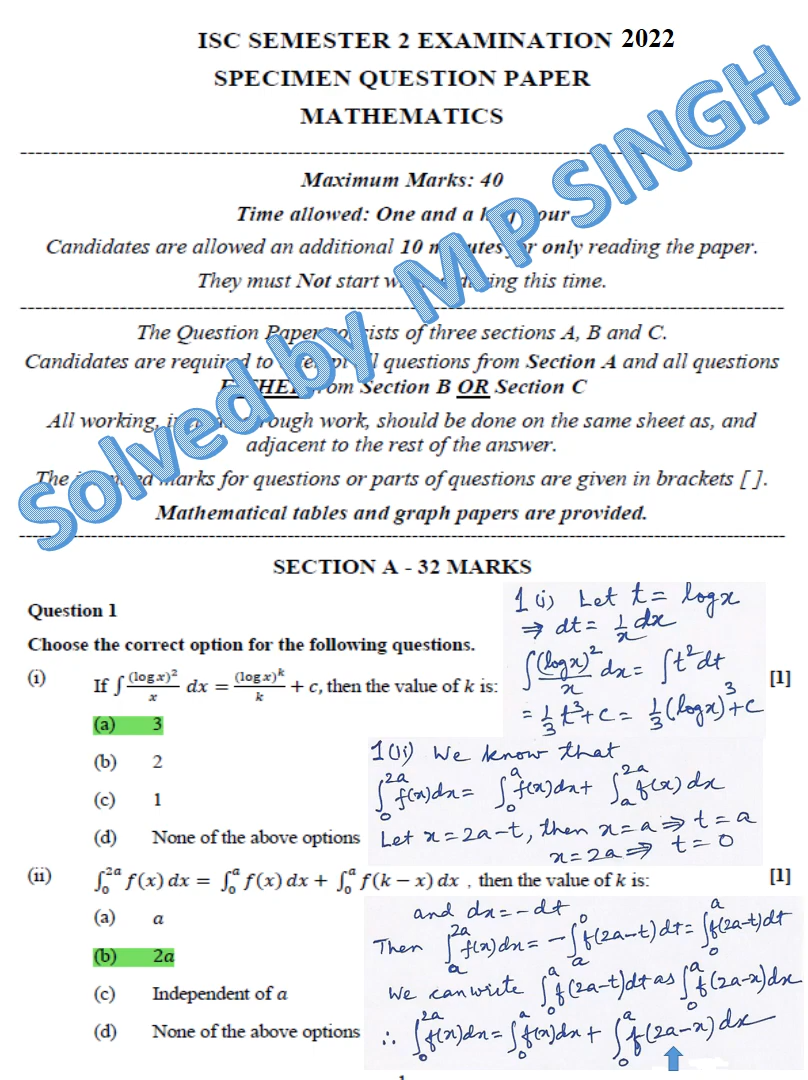 ISC SEMESTER 2 EXAMINATION 2022
SPECIMEN QUESTION PAPER
MATHEMATICS
Maximum Marks: 40
Time allowed: One and a
Candidates are allowed an additional 10 only reading the paper.
They must Not start this time.
The Question Paper of three sections A, B and C.
Candidates are required to questions from Section A and all questions
from Section B OR Section C
All working, rough work, should be done on the same sheet as, and
adjacent to the rest of the answer.
The marks for questions or parts of questions are given in brackets [ ].
Mathematical tables and graph papers are provided.
Solved by M P SINGH
SECTION A - 32 MARKS
Question 1
Choose the correct option for the following questions.
(i) If ∫ (log x)²/x dx = (log x)^k/k + c, then the value of k is: [1]
(a) 3
(b) 2
(c) 1
(d) None of the above options
1(i) Let t = log x
⇒ dt = 1/x dx
∫ (log x)²/x dx = ∫ t² dt
= 1/3 t³ + c = 1/3 (log x)³ + c
(ii) ∫₀^2a f(x) dx = ∫₀^a f(x) dx + ∫₀^a f(k − x) dx , then the value of k is: [1]
(a) a
(b) 2a
(c) Independent of a
(d) None of the above options
1(ii) We know that
∫₀^2a f(x)dx = ∫₀^a f(x)dx + ∫ₐ^2a f(x) dx
Let x = 2a-t, then x = a ⇒ t = a
x = 2a ⇒ t = 0
and dx = -dt
Then ∫ₐ^2a f(x)dx = -∫ₐ^0 f(2a-t)dt = ∫₀^a f(2a-t)dt
We can write ∫₀^a f(2a-t)dt as ∫₀^a f(2a-x)dx
∴ ∫₀^2a f(x)dx = ∫₀^a f(x)dx + ∫₀^a f(2a-x) dx